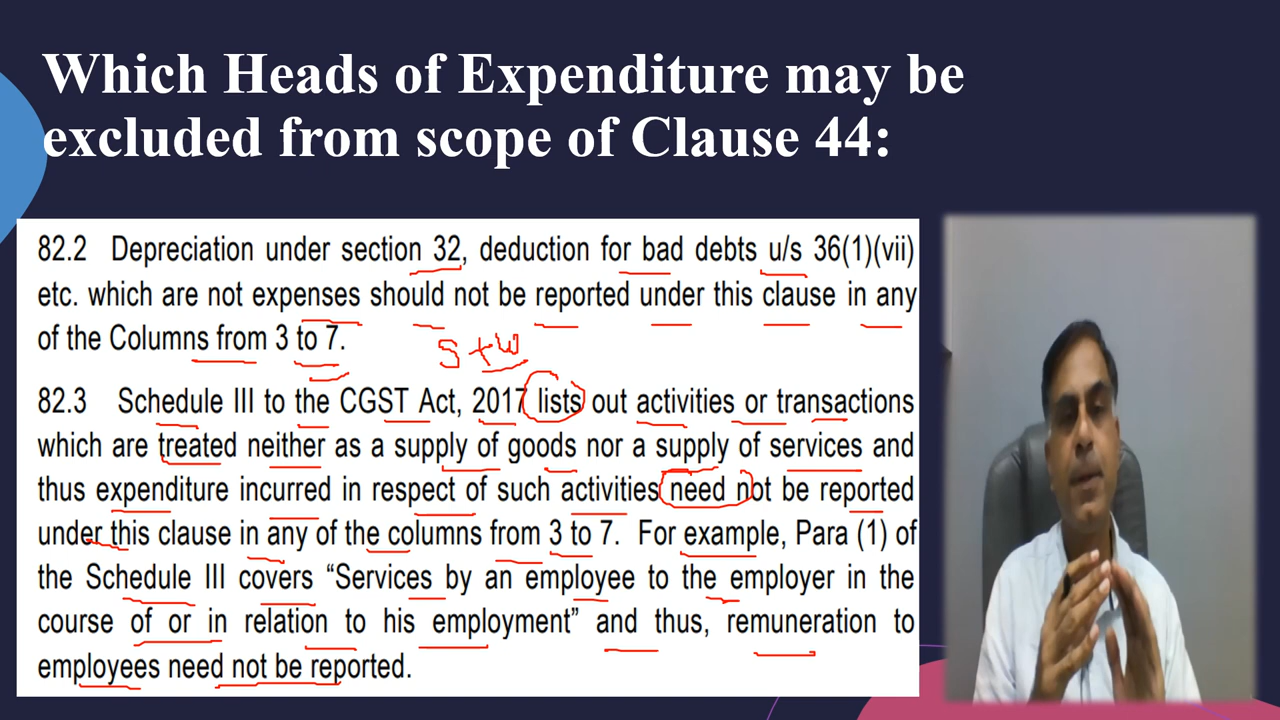 Which Heads of Expenditure may be
excluded from scope of Clause 44:
82.2 Depreciation under section 32, deduction for bad debts u/s 36(1)(vii)
etc. which are not expenses should not be reported under this clause in any
of the Columns from 3 to 7.
S+W
82.3 Schedule III to the CGST Act, 2017 lists out activities or transactions
which are treated neither as a supply of goods nor a supply of services and
thus expenditure incurred in respect of such activities need not be reported
under this clause in any of the columns from 3 to 7. For example, Para (1) of
the Schedule III covers “Services by an employee to the employer in the
course of or in relation to his employment” and thus, remuneration to
employees need not be reported.